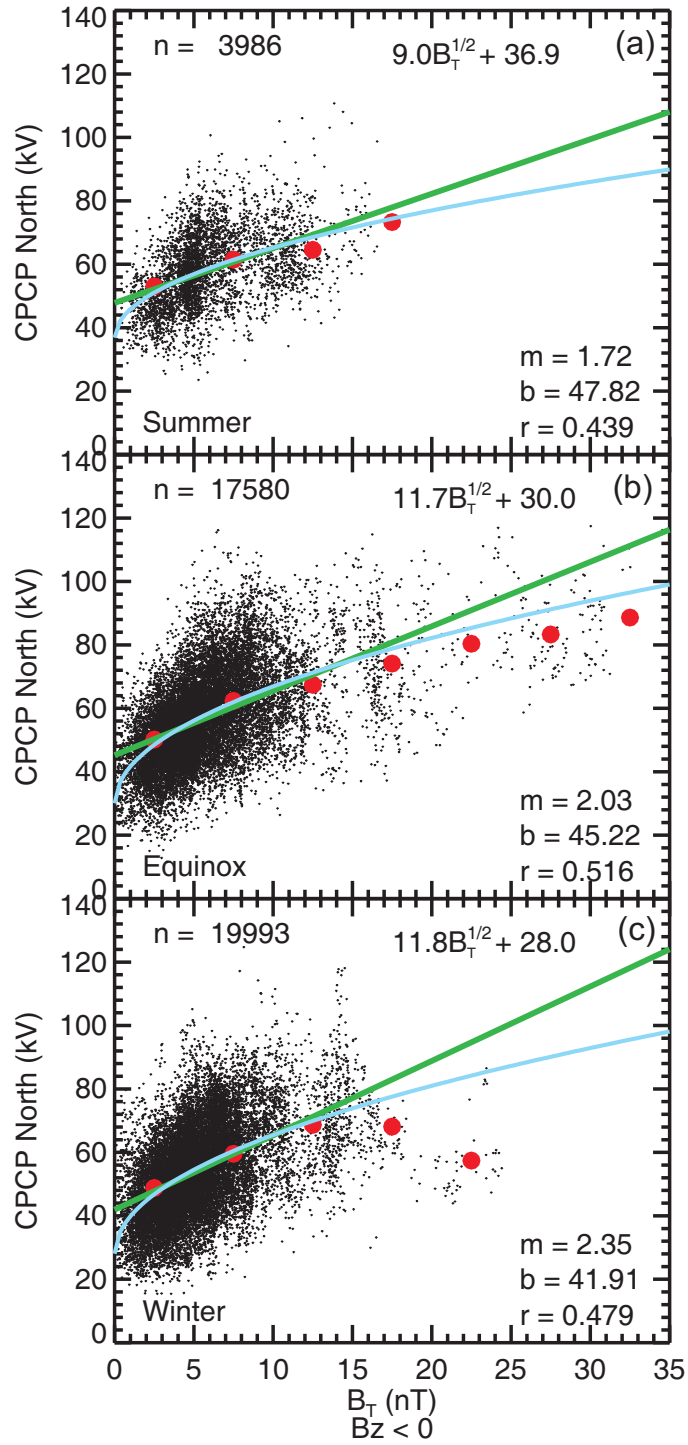 140
n = 3986 9.0B_T^{1/2} + 36.9 (a)
120
100
80
CPCP North (kV)
60
40
m = 1.72
b = 47.82
20
Summer r = 0.439
0
140
n = 17580 11.7B_T^{1/2} + 30.0 (b)
120
100
80
CPCP North (kV)
60
40
m = 2.03
20
b = 45.22
Equinox r = 0.516
0
140
n = 19993 11.8B_T^{1/2} + 28.0 (c)
120
100
80
CPCP North (kV)
60
40
m = 2.35
20
b = 41.91
Winter r = 0.479
0
0 5 10 15 20 25 30 35
B_T (nT)
Bz < 0